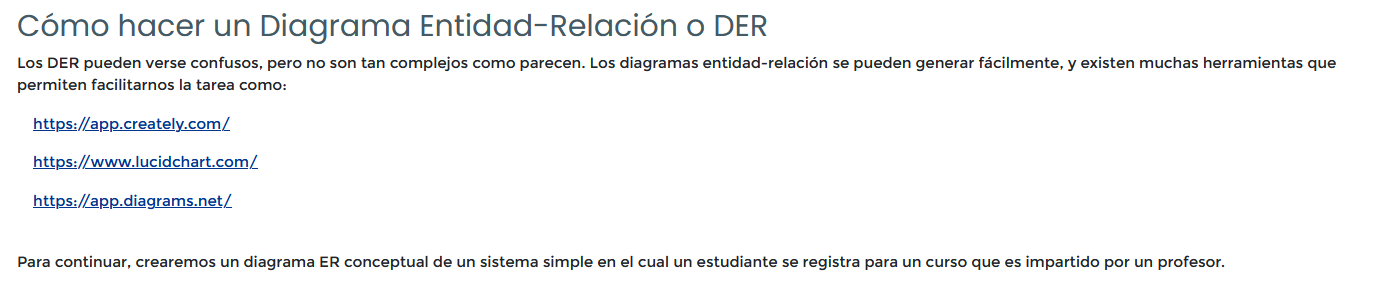 Cómo hacer un Diagrama Entidad-Relación o DER
Los DER pueden verse confusos, pero no son tan complejos como parecen. Los diagramas entidad-relación se pueden generar fácilmente, y existen muchas herramientas que
permiten facilitarnos la tarea como:
https://app.creately.com/
https://www.lucidchart.com/
https://app.diagrams.net/
Para continuar, crearemos un diagrama ER conceptual de un sistema simple en el cual un estudiante se registra para un curso que es impartido por un profesor.